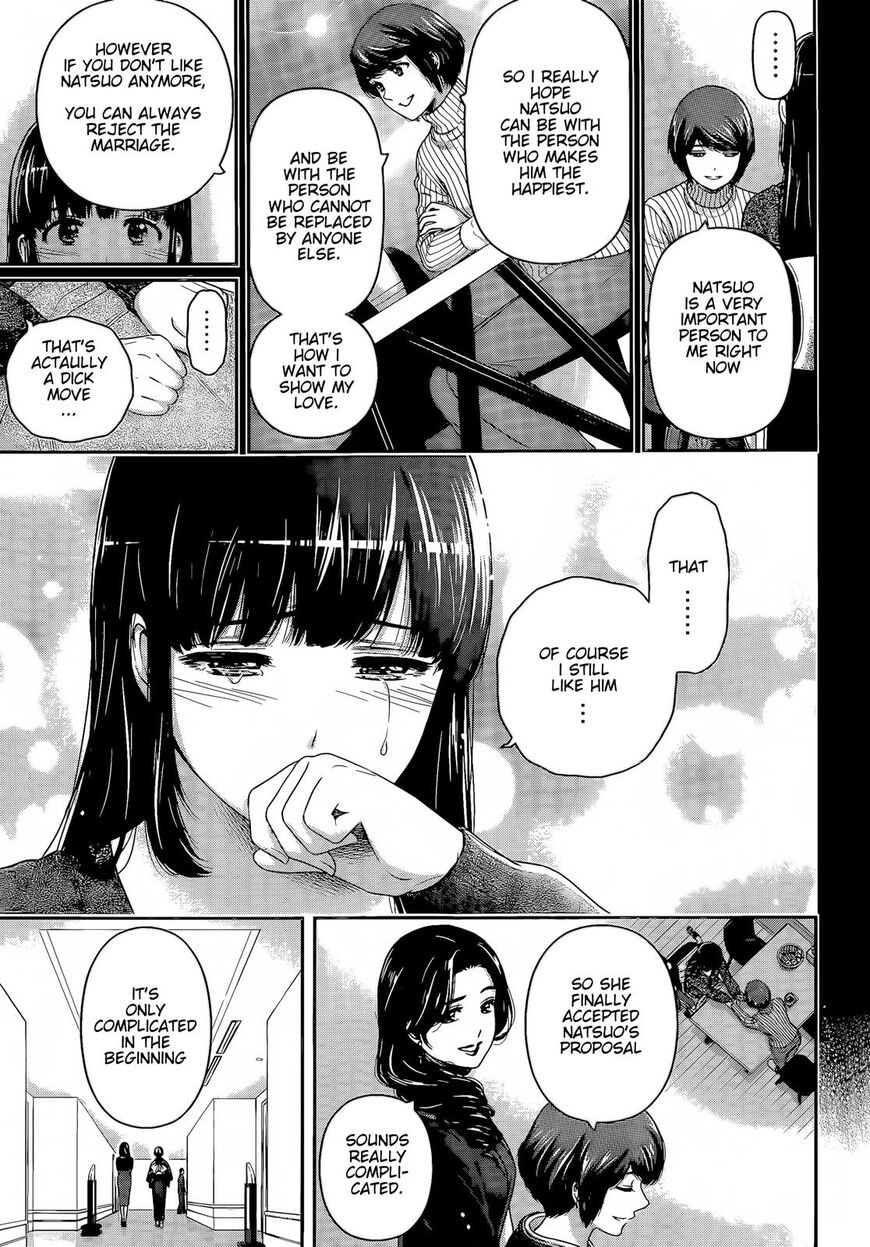 ......
NATSUO
IS A VERY
IMPORTANT
PERSON TO
ME RIGHT
NOW
SO I REALLY
HOPE
NATSUO
CAN BE WITH
THE PERSON
WHO MAKES
HIM THE
HAPPIEST.
AND BE
WITH THE
PERSON
WHO CANNOT
BE REPLACED
BY ANYONE
ELSE.
THAT'S
HOW I
WANT TO
SHOW MY
LOVE.
HOWEVER
IF YOU DON'T LIKE
NATSUO ANYMORE,
YOU CAN ALWAYS
REJECT THE
MARRIAGE.
......
THAT'S
ACTAULLY
A DICK
MOVE
...
THAT
......
OF COURSE
I STILL
LIKE HIM
...
SO SHE
FINALLY
ACCEPTED
NATSUO'S
PROPOSAL
SOUNDS
REALLY
COMPLI-
CATED.
IT'S
ONLY
COMPLICATED
IN THE
BEGINNING